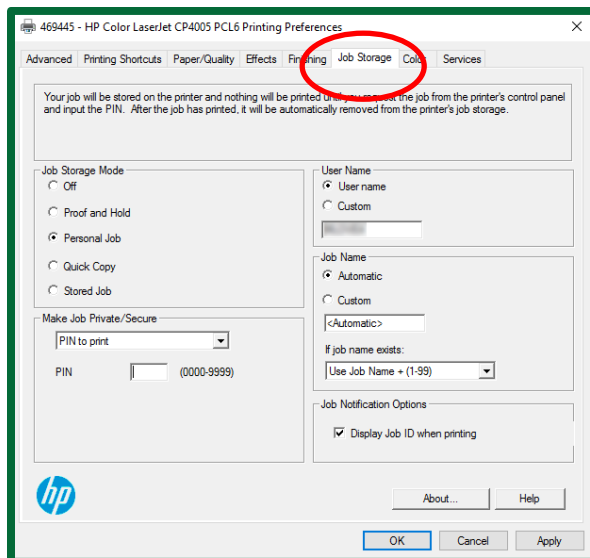 469445 - HP Color LaserJet CP4005 PCL6 Printing Preferences
Advanced Printing Shortcuts Paper/Quality Effects Finishing Job Storage Color Services
Your job will be stored on the printer and nothing will be printed until you request the job from the printer's control panel
and input the PIN. After the job has printed, it will be automatically removed from the printer's job storage.
Job Storage Mode
Off
Proof and Hold
Personal Job
Quick Copy
Stored Job
Make Job Private/Secure
PIN to print
PIN (0000-9999)
User Name
User name
Custom
Job Name
Automatic
Custom
<Automatic>
If job name exists:
Use Job Name + (1-99)
Job Notification Options
Display Job ID when printing
hp
About... Help
OK Cancel Apply